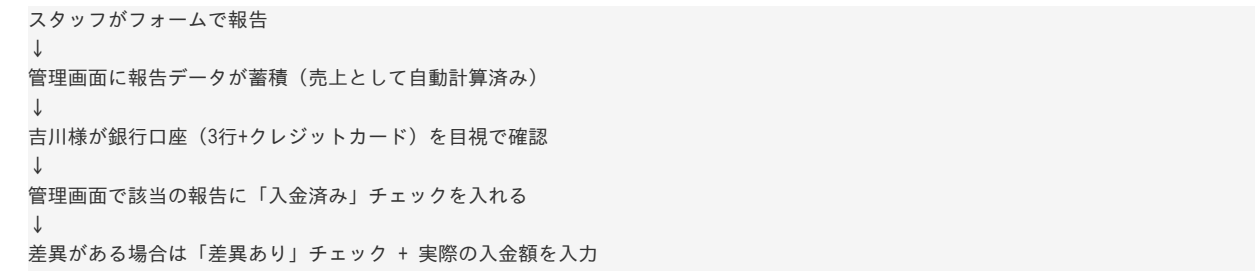 スタッフがフォームで報告
↓
管理画面に報告データが蓄積（売上として自動計算済み）
↓
吉川様が銀行口座（3行+クレジットカード）を目視で確認
↓
管理画面で該当の報告に「入金済み」チェックを入れる
↓
差異がある場合は「差異あり」チェック + 実際の入金額を入力